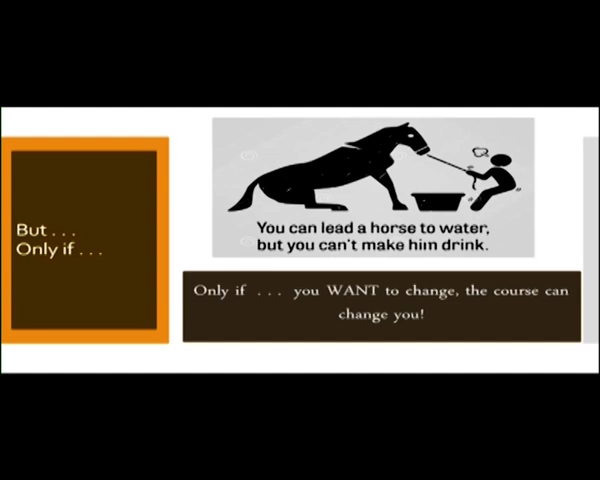 But . . .
Only if . . .
You can lead a horse to water,
but you can't make him drink.
Only if . . . you WANT to change, the course can
change you!